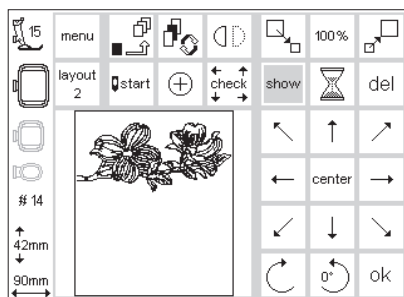 15 menu 100%
layout
2 start check show del
center
# 14
42mm
90mm 0° ok